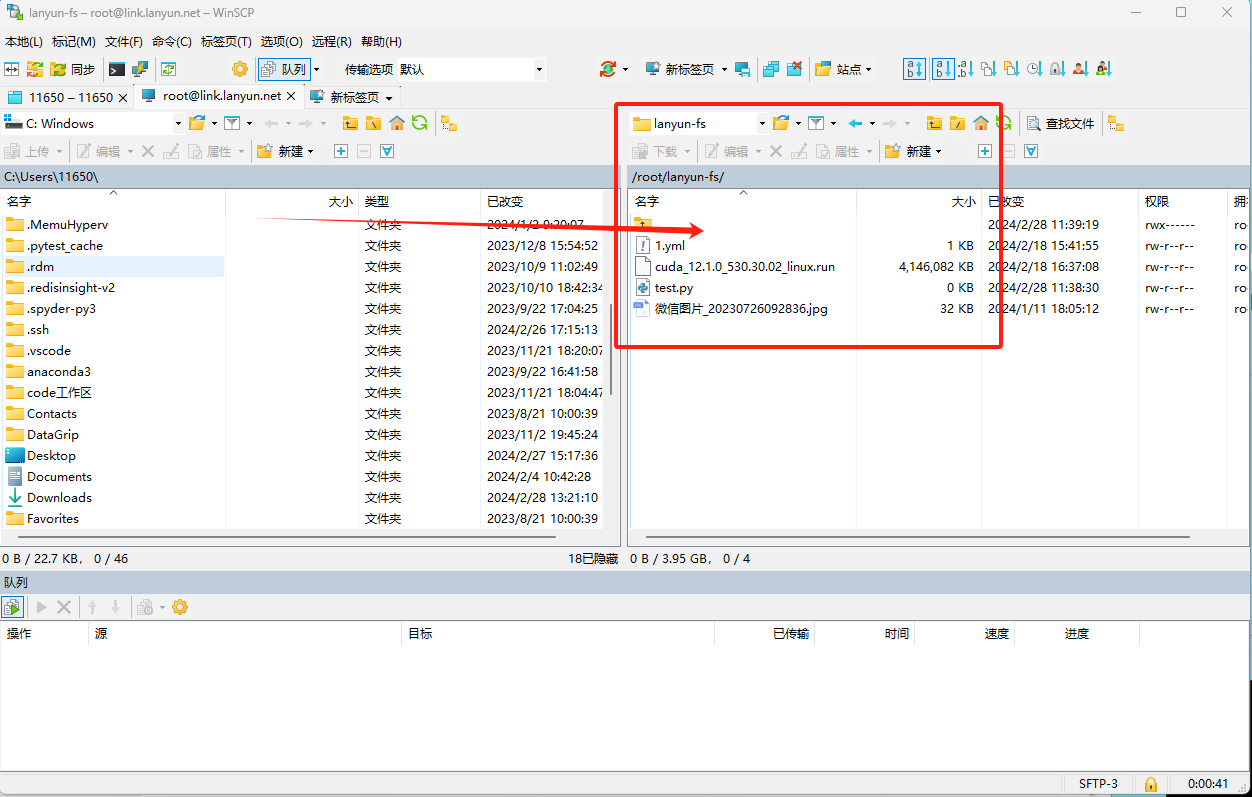 lanyun-fs – root@link.lanyun.net – WinSCP
本地(L) 标记(M) 文件(F) 命令(C) 标签页(T) 选项(O) 远程(R) 帮助(H)
同步 队列 传输选项 默认 新标签页 站点
11650 – 11650 root@link.lanyun.net 新标签页
C: Windows
上传 编辑 属性 新建
C:\Users\11650\
名字 大小 类型 已改变
.MemuHyperv 文件夹 2024/1/2 9:20:07
.pytest_cache 文件夹 2023/12/8 15:54:52
.rdm 文件夹 2023/10/9 11:02:49
.redisinsight-v2 文件夹 2023/10/10 18:42:34
.spyder-py3 文件夹 2023/9/22 17:04:25
.ssh 文件夹 2024/2/26 17:15:13
.vscode 文件夹 2023/11/21 18:20:07
anaconda3 文件夹 2023/9/22 16:41:58
code工作区 文件夹 2023/11/21 18:04:47
Contacts 文件夹 2023/8/21 10:00:39
DataGrip 文件夹 2023/11/2 19:45:24
Desktop 文件夹 2024/2/27 15:17:36
Documents 文件夹 2024/2/4 10:42:28
Downloads 文件夹 2024/2/28 13:21:10
Favorites 文件夹 2023/8/21 10:00:39
0 B / 22.7 KB， 0 / 46 18已隐藏
lanyun-fs 查找文件
下载 编辑 属性 新建
/root/lanyun-fs/
名字 大小 已改变 权限 拥
.. 2024/2/28 11:39:19 rwx------ ro
1.yml 1 KB 2024/2/18 15:41:55 rw-r--r-- ro
cuda_12.1.0_530.30.02_linux.run 4,146,082 KB 2024/2/18 16:37:08 rw-r--r-- ro
test.py 0 KB 2024/2/28 11:38:30 rw-r--r-- ro
微信图片_20230726092836.jpg 32 KB 2024/1/11 18:05:12 rw-r--r-- ro
0 B / 3.95 GB， 0 / 4
队列
操作 源 目标 已传输 时间 速度 进度
SFTP-3 0:00:41